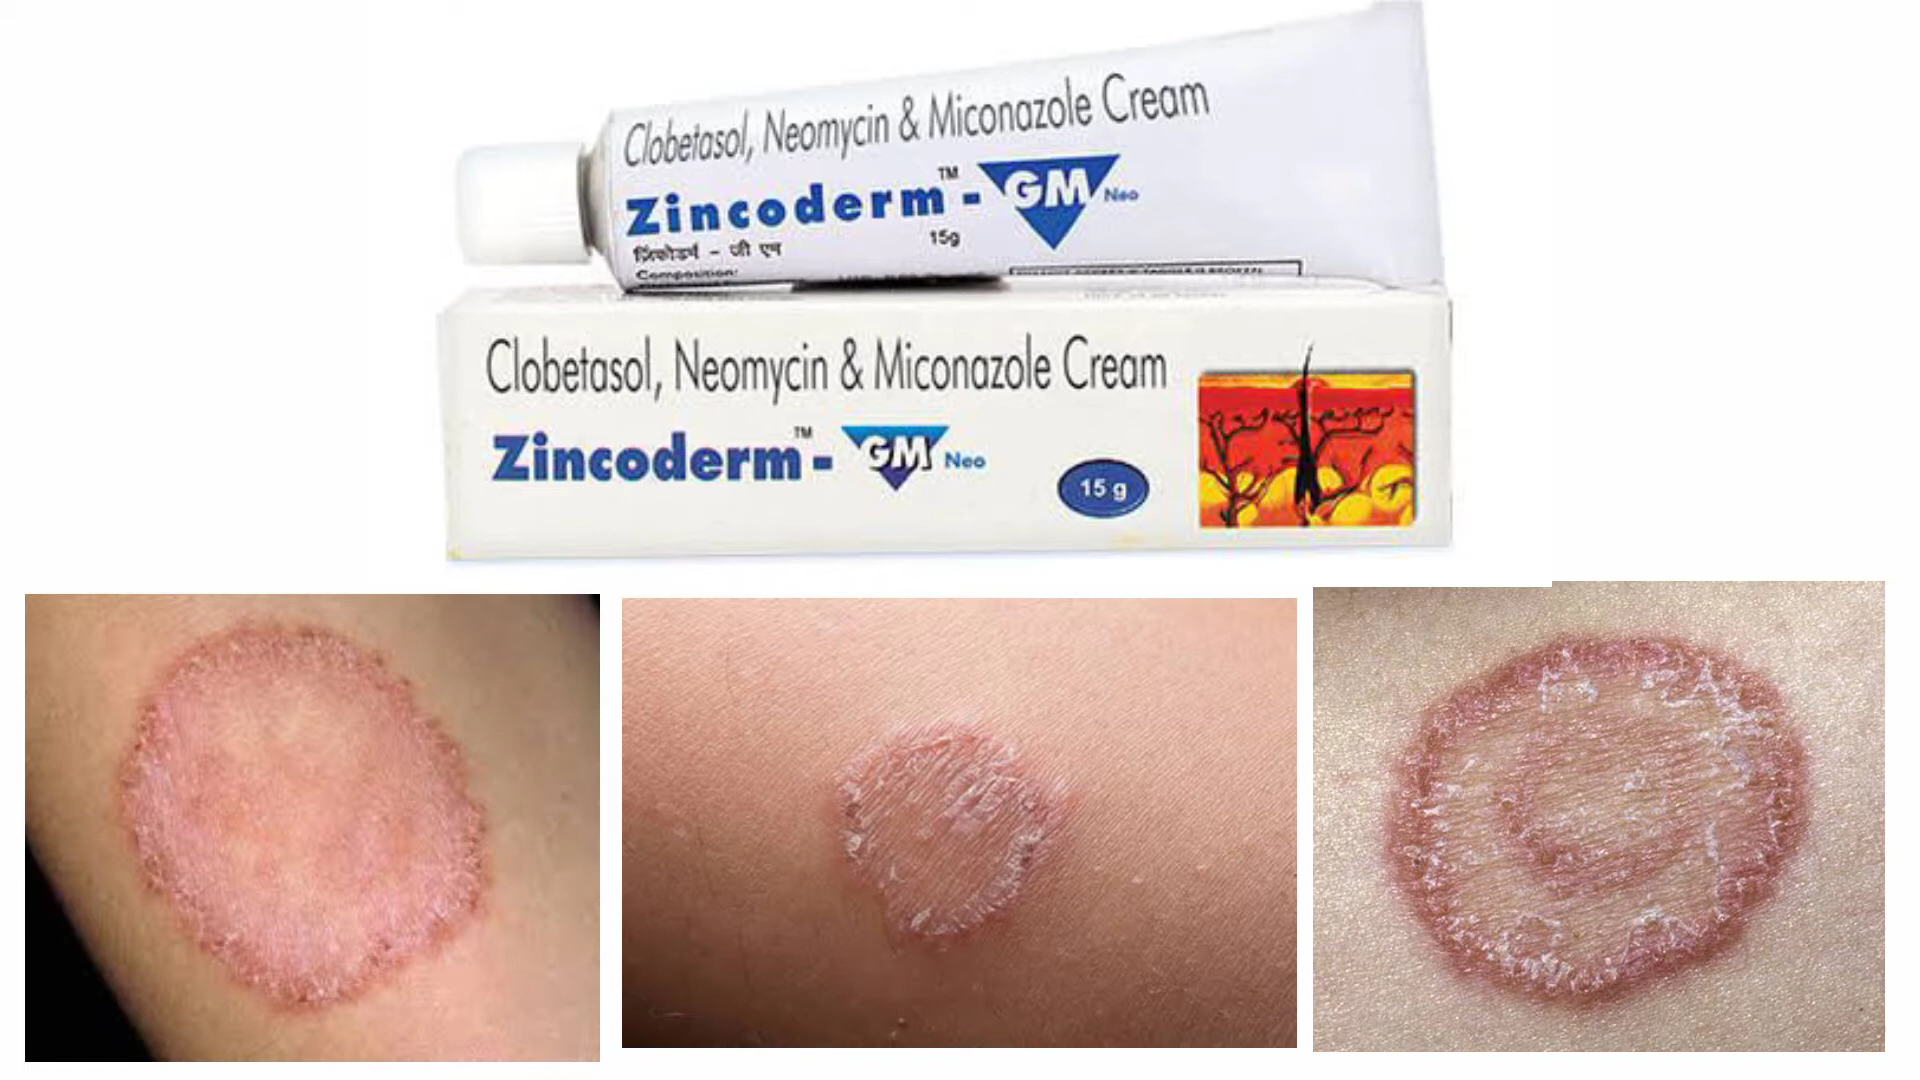 Clobetasol, Neomycin & Miconazole Cream
Zincoderm™- GM Neo
15g
जिंकोडर्म - जी एम
Composition:
Clobetasol, Neomycin & Miconazole Cream
Zincoderm™- GM Neo
15 g